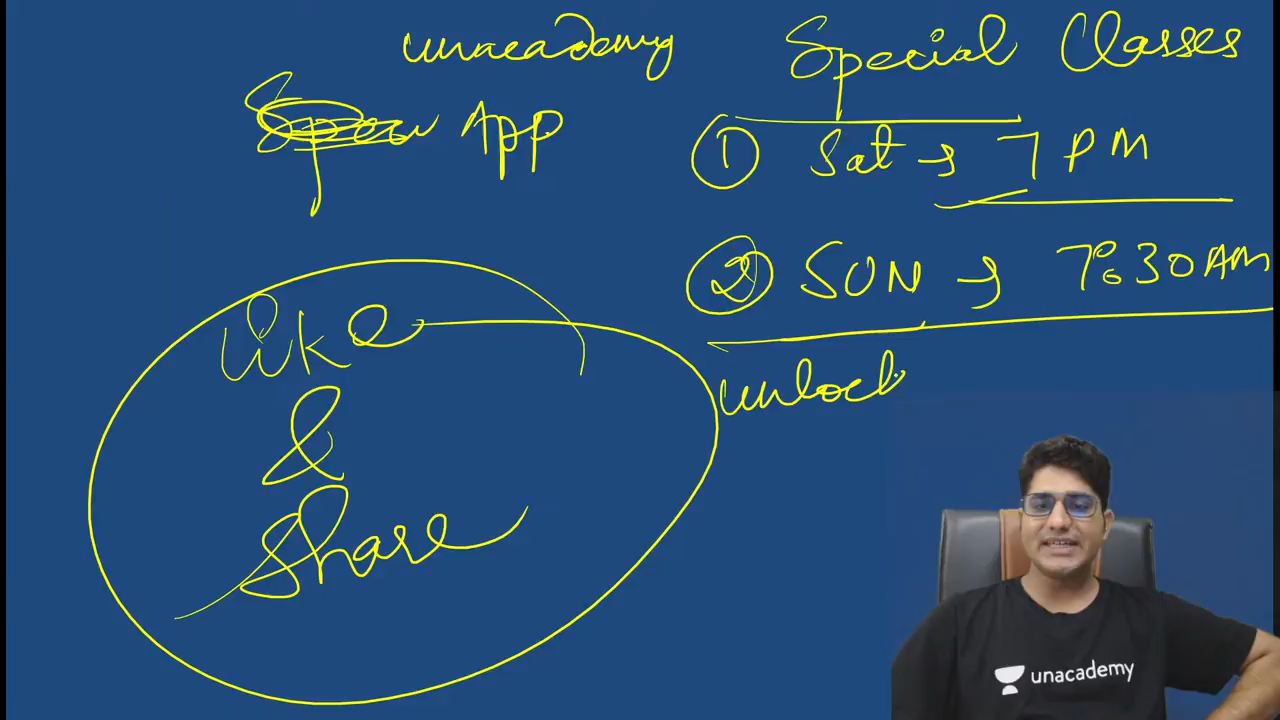 unacademy
App
Special Classes
① Sat → 7 PM
② SUN → 7:30 AM
unlock
like
&
share
unacademy